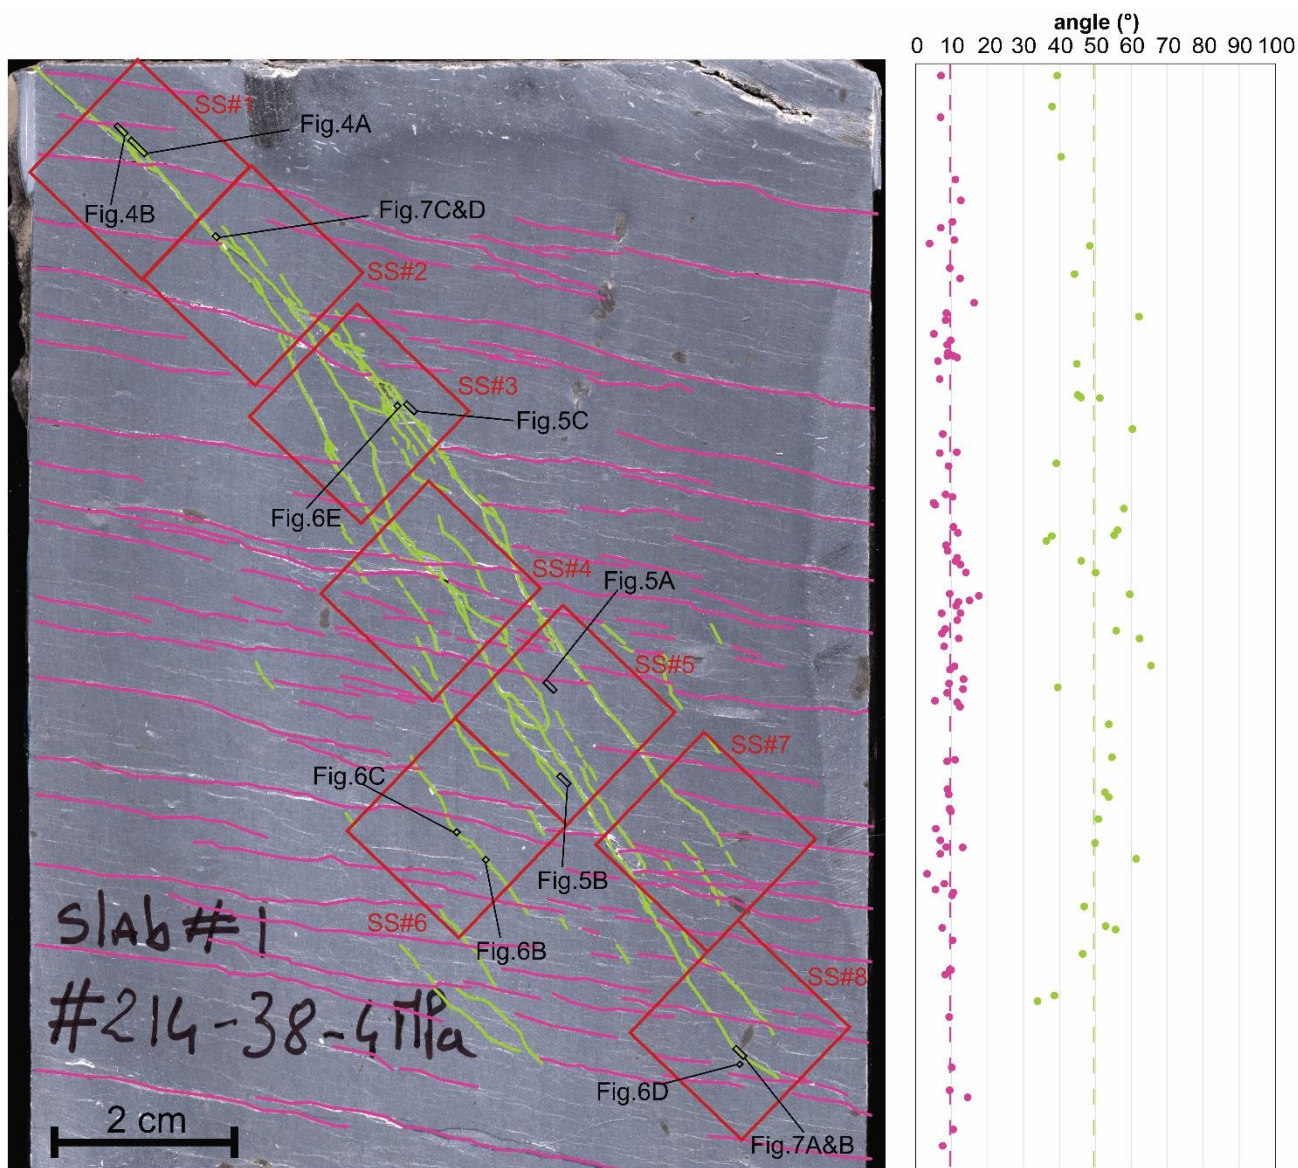 angle (°)
0 10 20 30 40 50 60 70 80 90 100
SS#1
Fig.4A
Fig.4B
Fig.7C&D
SS#2
SS#3
Fig.5C
Fig.6E
SS#4
Fig.5A
SS#5
SS#7
Fig.6C
Fig.5B
SS#6
Fig.6B
SlAb #1
SS#8
#214-38-4MPa
Fig.6D
2 cm
Fig.7A&B